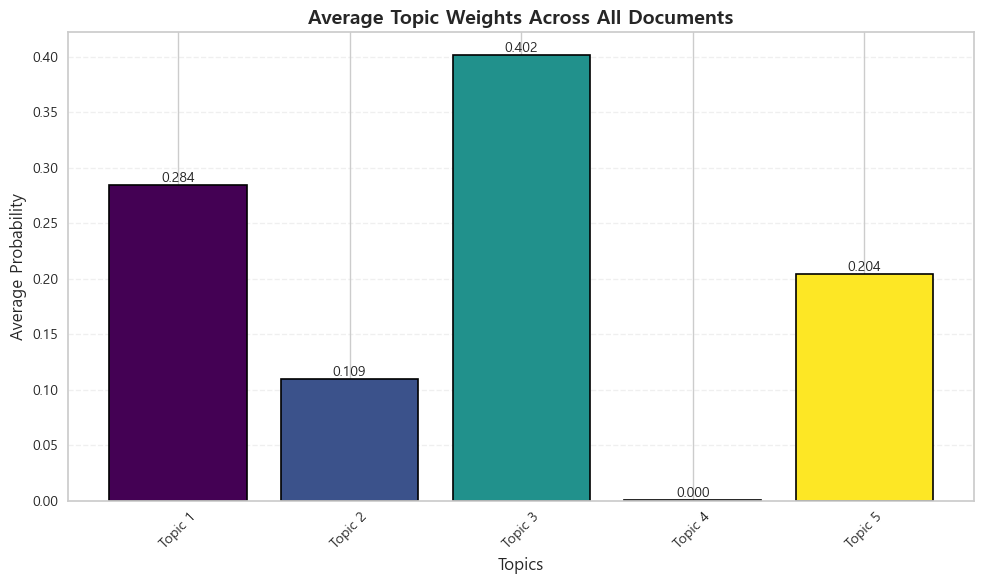 Average Topic Weights Across All Documents
Average Probability
0.40
0.35
0.30
0.25
0.20
0.15
0.10
0.05
0.00
0.284
0.109
0.402
0.000
0.204
Topic 1
Topic 2
Topic 3
Topic 4
Topic 5
Topics